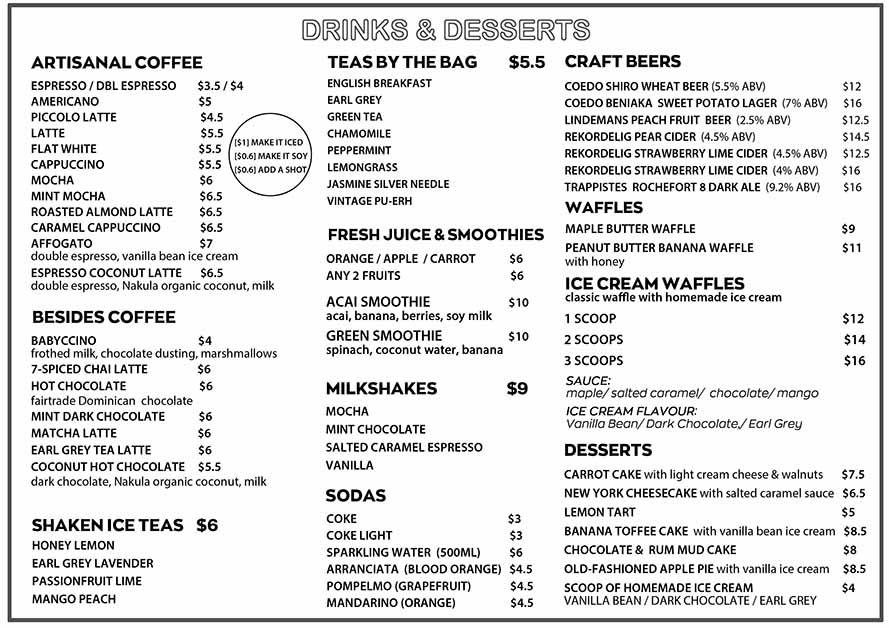 DRINKS & DESSERTS
ARTISANAL COFFEE
ESPRESSO / DBL ESPRESSO $3.5 / $4
AMERICANO $5
PICCOLO LATTE $4.5
LATTE $5.5
FLAT WHITE $5.5
CAPPUCCINO $5.5
MOCHA $6
MINT MOCHA $6.5
ROASTED ALMOND LATTE $6.5
CARAMEL CAPPUCCINO $6.5
AFFOGATO $7
double espresso, vanilla bean ice cream
ESPRESSO COCONUT LATTE $6.5
double espresso, Nakula organic coconut, milk
[$1] MAKE IT ICED
[$0.6] MAKE IT SOY
[$0.6] ADD A SHOT
BESIDES COFFEE
BABYCCINO $4
frothed milk, chocolate dusting, marshmallows
7-SPICED CHAI LATTE $6
HOT CHOCOLATE $6
fairtrade Dominican chocolate
MINT DARK CHOCOLATE $6
MATCHA LATTE $6
EARL GREY TEA LATTE $6
COCONUT HOT CHOCOLATE $5.5
dark chocolate, Nakula organic coconut, milk
SHAKEN ICE TEAS $6
HONEY LEMON
EARL GREY LAVENDER
PASSIONFRUIT LIME
MANGO PEACH
TEAS BY THE BAG $5.5
ENGLISH BREAKFAST
EARL GREY
GREEN TEA
CHAMOMILE
PEPPERMINT
LEMONGRASS
JASMINE SILVER NEEDLE
VINTAGE PU-ERH
FRESH JUICE & SMOOTHIES
ORANGE / APPLE / CARROT $6
ANY 2 FRUITS $6
ACAI SMOOTHIE $10
acai, banana, berries, soy milk
GREEN SMOOTHIE $10
spinach, coconut water, banana
MILKSHAKES $9
MOCHA
MINT CHOCOLATE
SALTED CARAMEL ESPRESSO
VANILLA
SODAS
COKE $3
COKE LIGHT $3
SPARKLING WATER (500ML) $6
ARRANCIATA (BLOOD ORANGE) $4.5
POMPELMO (GRAPEFRUIT) $4.5
MANDARINO (ORANGE) $4.5
CRAFT BEERS
COEDO SHIRO WHEAT BEER (5.5% ABV) $12
COEDO BENIAKA SWEET POTATO LAGER (7% ABV) $16
LINDEMANS PEACH FRUIT BEER (2.5% ABV) $12.5
REKORDELIG PEAR CIDER (4.5% ABV) $14.5
REKORDELIG STRAWBERRY LIME CIDER (4.5% ABV) $12.5
REKORDELIG STRAWBERRY LIME CIDER (4% ABV) $16
TRAPPISTES ROCHEFORT 8 DARK ALE (9.2% ABV) $16
WAFFLES
MAPLE BUTTER WAFFLE $9
PEANUT BUTTER BANANA WAFFLE $11
with honey
ICE CREAM WAFFLES
classic waffle with homemade ice cream
1 SCOOP $12
2 SCOOPS $14
3 SCOOPS $16
SAUCE:
maple/ salted caramel/ chocolate/ mango
ICE CREAM FLAVOUR:
Vanilla Bean/ Dark Chocolate,/ Earl Grey
DESSERTS
CARROT CAKE with light cream cheese & walnuts $7.5
NEW YORK CHEESECAKE with salted caramel sauce $6.5
LEMON TART $5
BANANA TOFFEE CAKE with vanilla bean ice cream $8.5
CHOCOLATE & RUM MUD CAKE $8
OLD-FASHIONED APPLE PIE with vanilla ice cream $8.5
SCOOP OF HOMEMADE ICE CREAM $4
VANILLA BEAN / DARK CHOCOLATE / EARL GREY